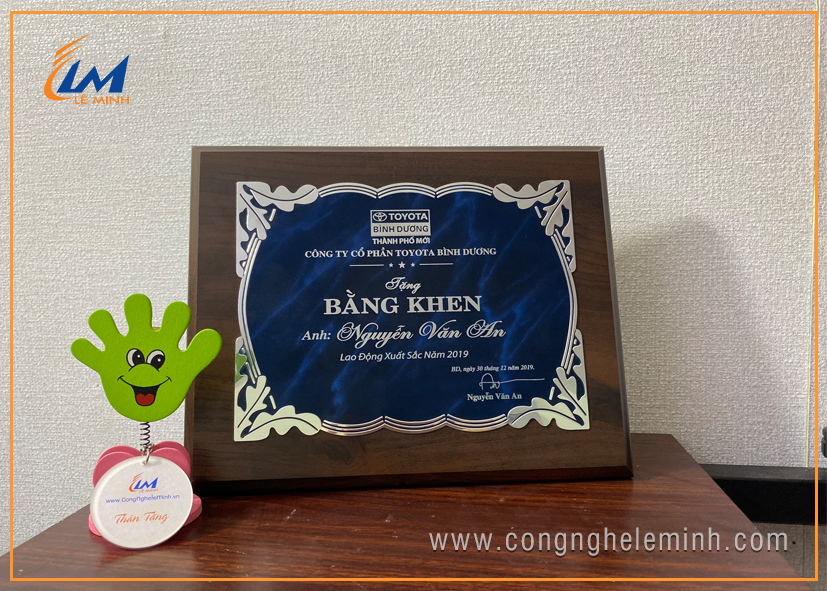 LM
LÊ MINH
TOYOTA
BÌNH DƯƠNG
THÀNH PHỐ MỚI
CÔNG TY CỔ PHẦN TOYOTA BÌNH DƯƠNG
Tặng
BẰNG KHEN
Anh: Nguyễn Văn An
Lao Động Xuất Sắc Năm 2019
BD, ngày 30 tháng 12 năm 2019.
Nguyễn Văn An
LM
LÊ MINH
www.CongNgheleMinh.vn
Thân Tặng
www.congngheleminh.com